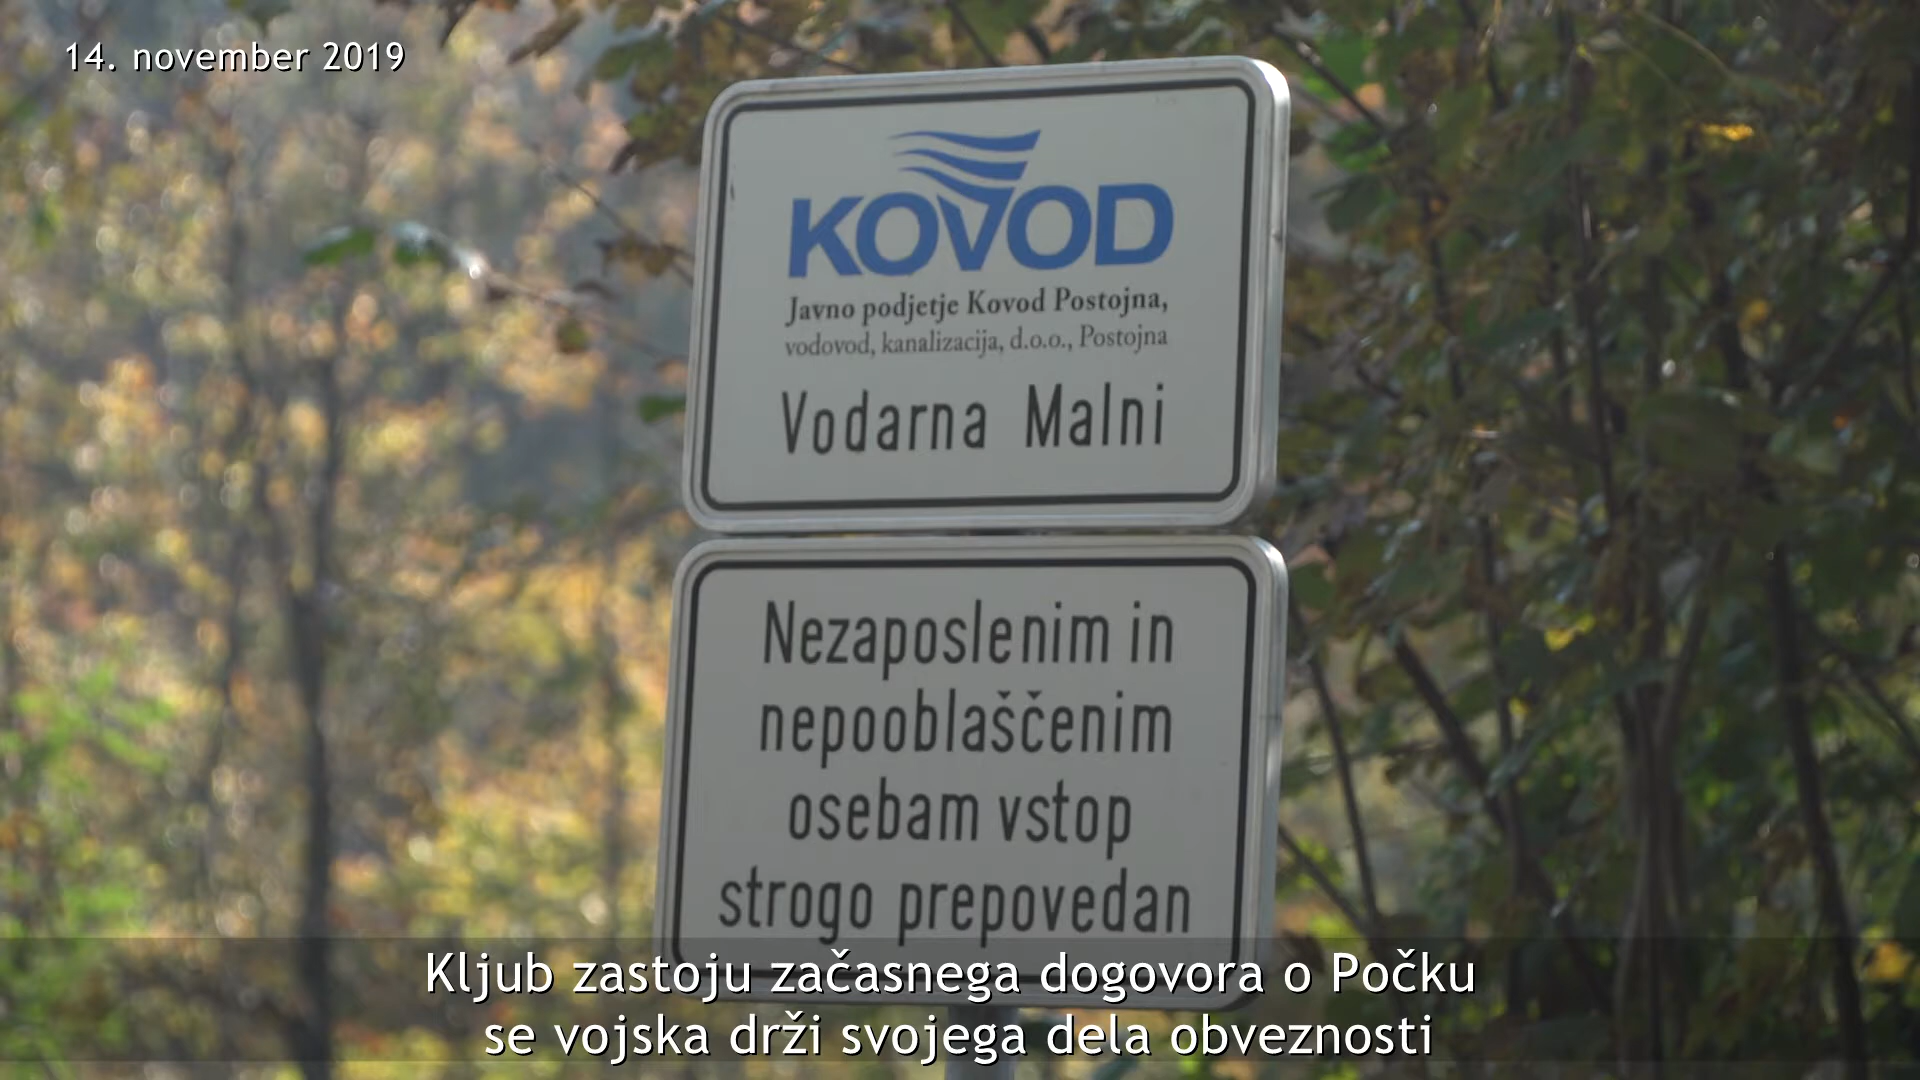 14. november 2019
KOVOD
Javno podjetje Kovod Postojna,
vodovod, kanalizacija, d.o.o., Postojna
Vodarna Malni
Nezaposlenim in
nepooblaščenim
osebam vstop
strogo prepovedan
Kljub zastoju začasnega dogovora o Počku
se vojska drži svojega dela obveznosti